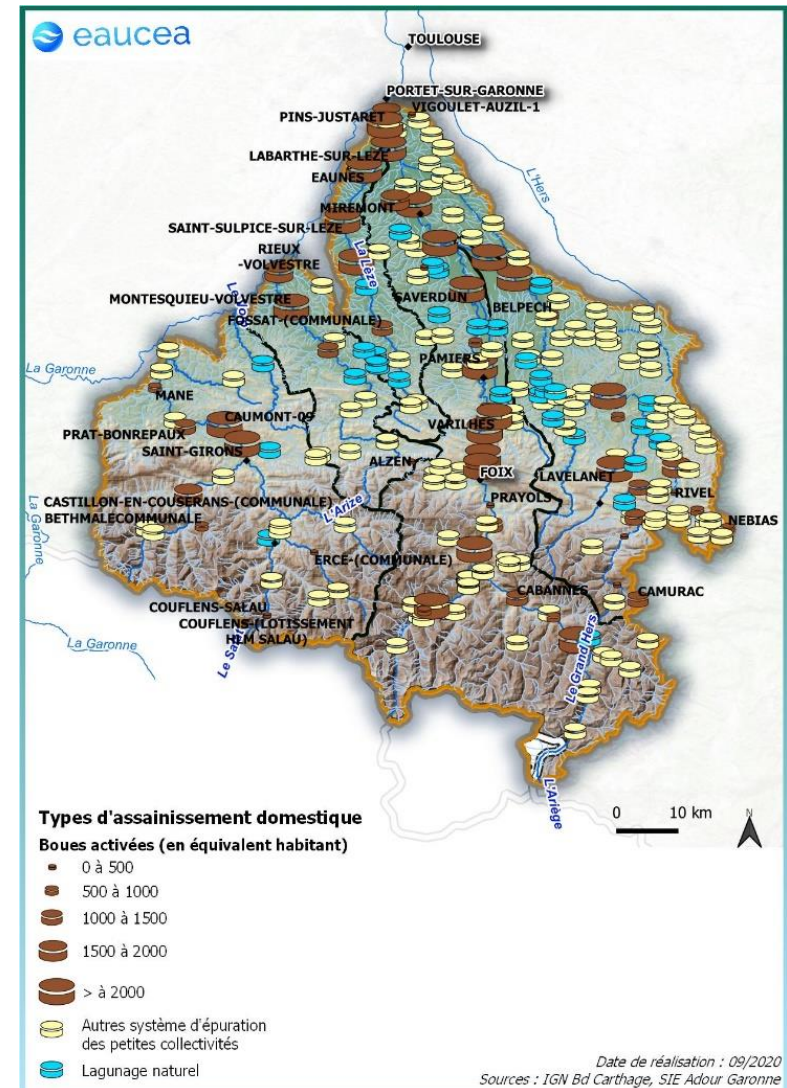 eaucea
TOULOUSE
PORTET-SUR-GARONNE
VIGOULET-AUZIL-1
PINS-JUSTARET
LABARTHE-SUR-LEZE
EAUNES
L'Hers
MIREMONT
SAINT-SULPICE-SUR-LEZE
RIEUX
-VOLVESTRE
La Lèze
MONTESQUIEU-VOLVESTRE
SAVERDUN
BELPECH
FOSSAT-(COMMUNALE)
La Garonne
PAMIERS
MANE
CAUMONT-09
VARILHES
PRAT-BONREPAUX
SAINT-GIRONS
ALZEN
FOIX
LAVELANET
PRAYOLS
RIVEL
CASTILLON-EN-COUSERANS-(COMMUNALE)
BETHMALECOMMUNALE
L'Arize
NEBIAS
La Garonne
ERCE-(COMMUNALE)
CABANNES
CAMURAC
COUFLENS-SALAU
COUFLENS-(LOTISSEMENT
HLM SALAU)
La Garonne
Le Grand Hers
L'Ariège
0 10 km
N
Types d'assainissement domestique
Boues activées (en équivalent habitant)
0 à 500
500 à 1000
1000 à 1500
1500 à 2000
> à 2000
Autres système d'épuration
des petites collectivités
Lagunage naturel
Date de réalisation : 09/2020
Sources : IGN Bd Carthage, SIE Adour Garonne